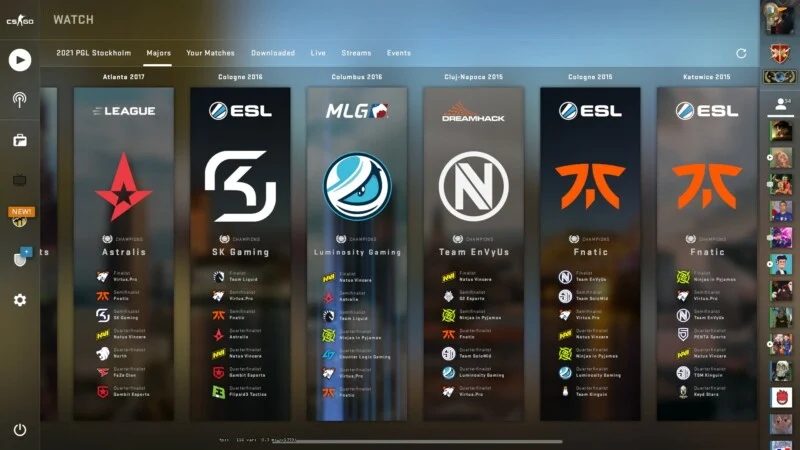 CS:GO
WATCH
2021 PGL Stockholm Majors Your Matches Downloaded Live Streams Events
Atlanta 2017
LEAGUE
CHAMPIONS
Astralis
Finalist
Virtus.Pro
Semifinalist
Fnatic
Semifinalist
SK Gaming
Quarterfinalist
Natus Vincere
Quarterfinalist
North
Quarterfinalist
FaZe Clan
Quarterfinalist
Gambit Esports
Cologne 2016
ESL
SK
CHAMPIONS
SK Gaming
Finalist
Team Liquid
Semifinalist
Virtus.Pro
Semifinalist
Fnatic
Quarterfinalist
Astralis
Quarterfinalist
Natus Vincere
Quarterfinalist
Gambit Esports
Quarterfinalist
Flipsid3 Tactics
Columbus 2016
MLG
CHAMPIONS
Luminosity Gaming
Finalist
Natus Vincere
Semifinalist
Astralis
Semifinalist
Team Liquid
Quarterfinalist
Ninjas in Pyjamas
Quarterfinalist
Counter Logic Gaming
Quarterfinalist
Virtus.Pro
Quarterfinalist
Fnatic
Cluj-Napoca 2015
DREAMHACK
CHAMPIONS
Team EnVyUs
Finalist
Natus Vincere
Semifinalist
G2 Esports
Semifinalist
Ninjas in Pyjamas
Quarterfinalist
Fnatic
Quarterfinalist
Team SoloMid
Quarterfinalist
Luminosity Gaming
Quarterfinalist
Virtus.Pro
Cologne 2015
ESL
CHAMPIONS
Fnatic
Finalist
Team EnVyUs
Semifinalist
Team SoloMid
Semifinalist
Virtus.Pro
Quarterfinalist
Natus Vincere
Quarterfinalist
Ninjas in Pyjamas
Quarterfinalist
Luminosity Gaming
Quarterfinalist
Team Kinguin
Katowice 2015
ESL
CHAMPIONS
Fnatic
Finalist
Ninjas in Pyjamas
Semifinalist
Virtus.Pro
Semifinalist
Team EnVyUs
Quarterfinalist
PENTA Sports
Quarterfinalist
Natus Vincere
Quarterfinalist
TSM Kinguin
Quarterfinalist
Keyd Stars
NEW!
ts